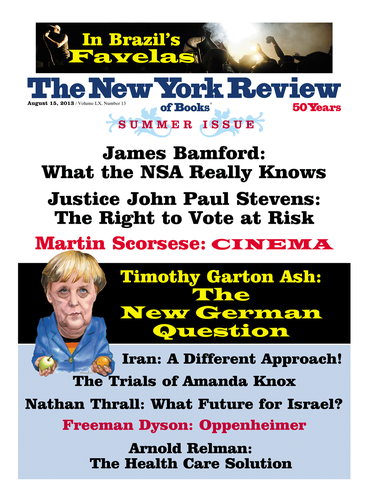 In Brazil's
Favelas
The New York Review
August 15, 2013 / Volume LX, Number 13
of Books
50 Years
SUMMER ISSUE
James Bamford:
What the NSA Really Knows
Justice John Paul Stevens:
The Right to Vote at Risk
Martin Scorsese: CINEMA
Timothy Garton Ash:
The
New German
Question
Iran: A Different Approach!
The Trials of Amanda Knox
Nathan Thrall: What Future for Israel?
Freeman Dyson: Oppenheimer
Arnold Relman:
The Health Care Solution